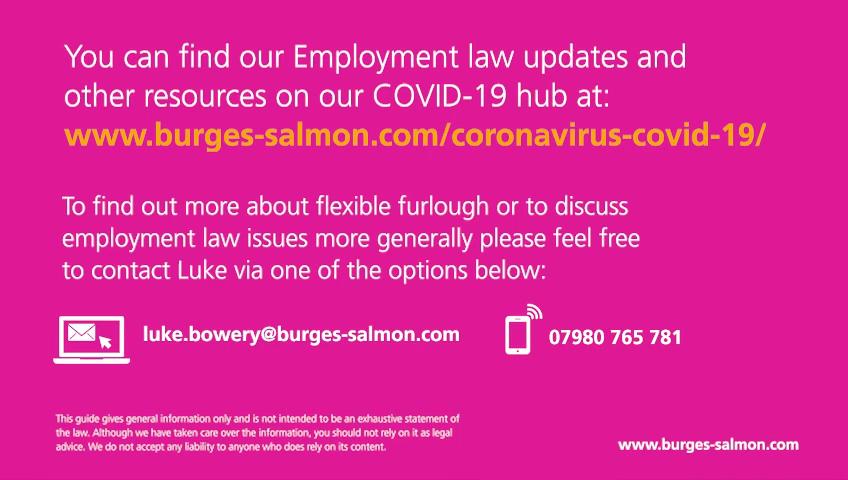 You can find our Employment law updates and
other resources on our COVID-19 hub at:
www.burges-salmon.com/coronavirus-covid-19/
To find out more about flexible furlough or to discuss
employment law issues more generally please feel free
to contact Luke via one of the options below:
luke.bowery@burges-salmon.com
07980 765 781
This guide gives general information only and is not intended to be an exhaustive statement of
the law. Although we have taken care over the information, you should not rely on it as legal
advice. We do not accept any liability to anyone who does rely on its content.
www.burges-salmon.com